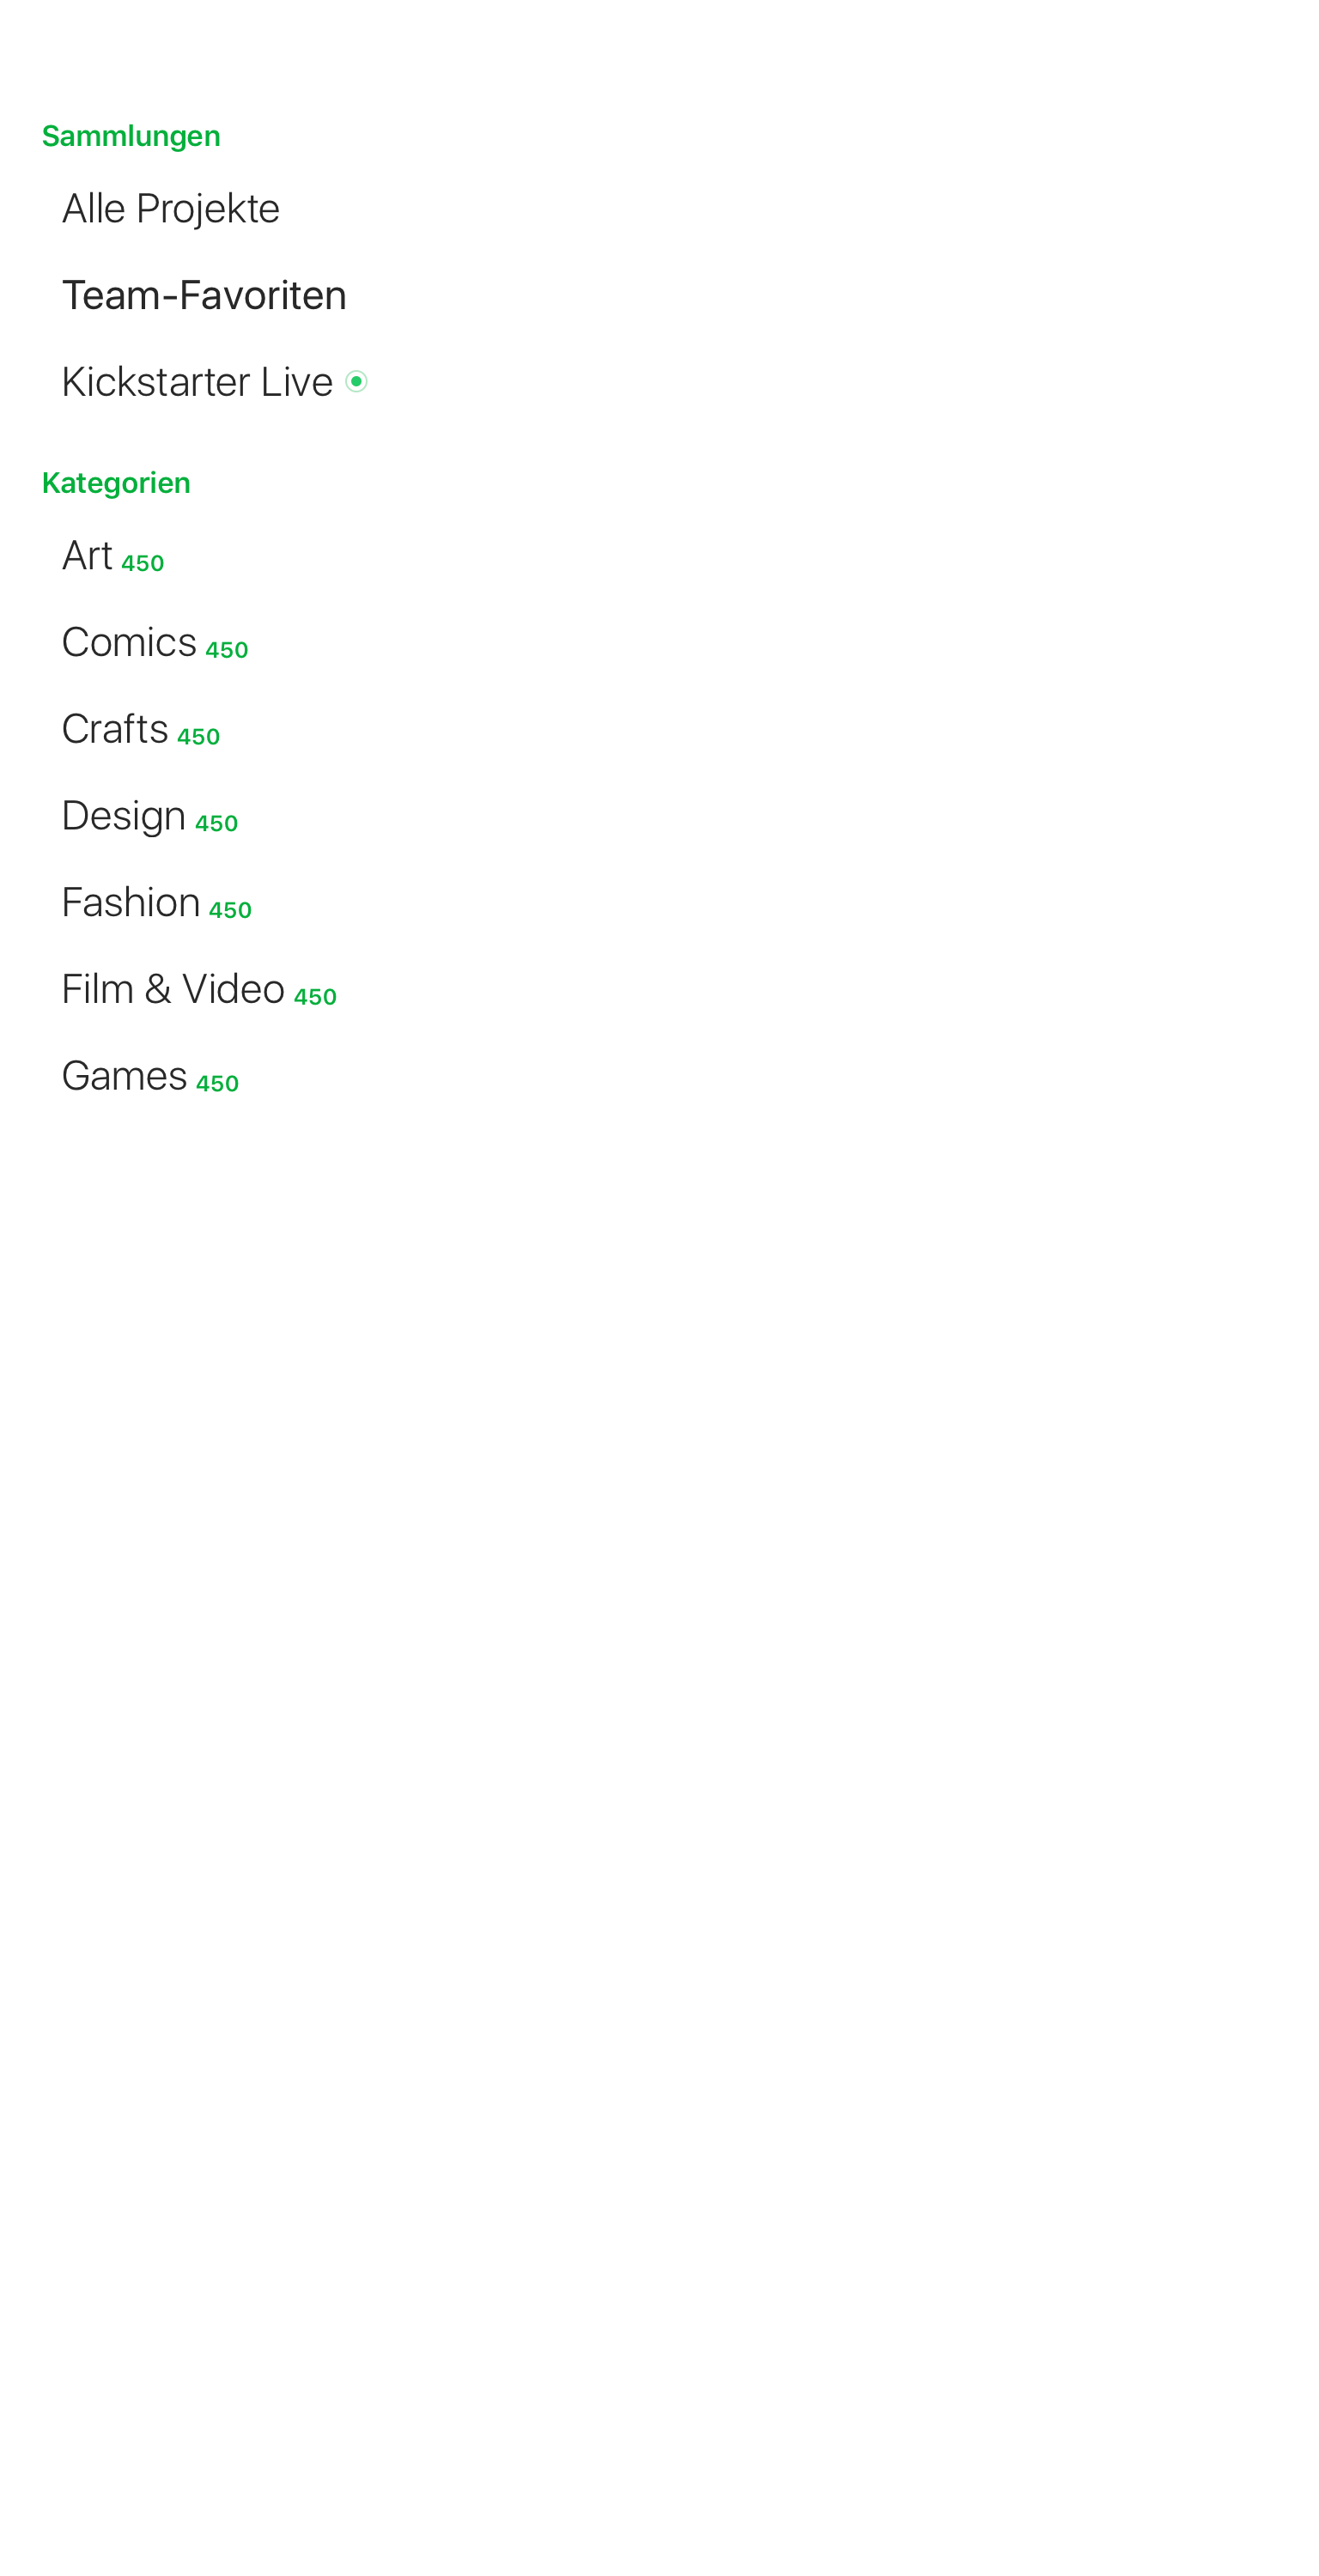 Sammlungen
Alle Projekte
Team-Favoriten
Kickstarter Live
Kategorien
Art 450
Comics 450
Crafts 450
Design 450
Fashion 450
Film & Video 450
Games 450